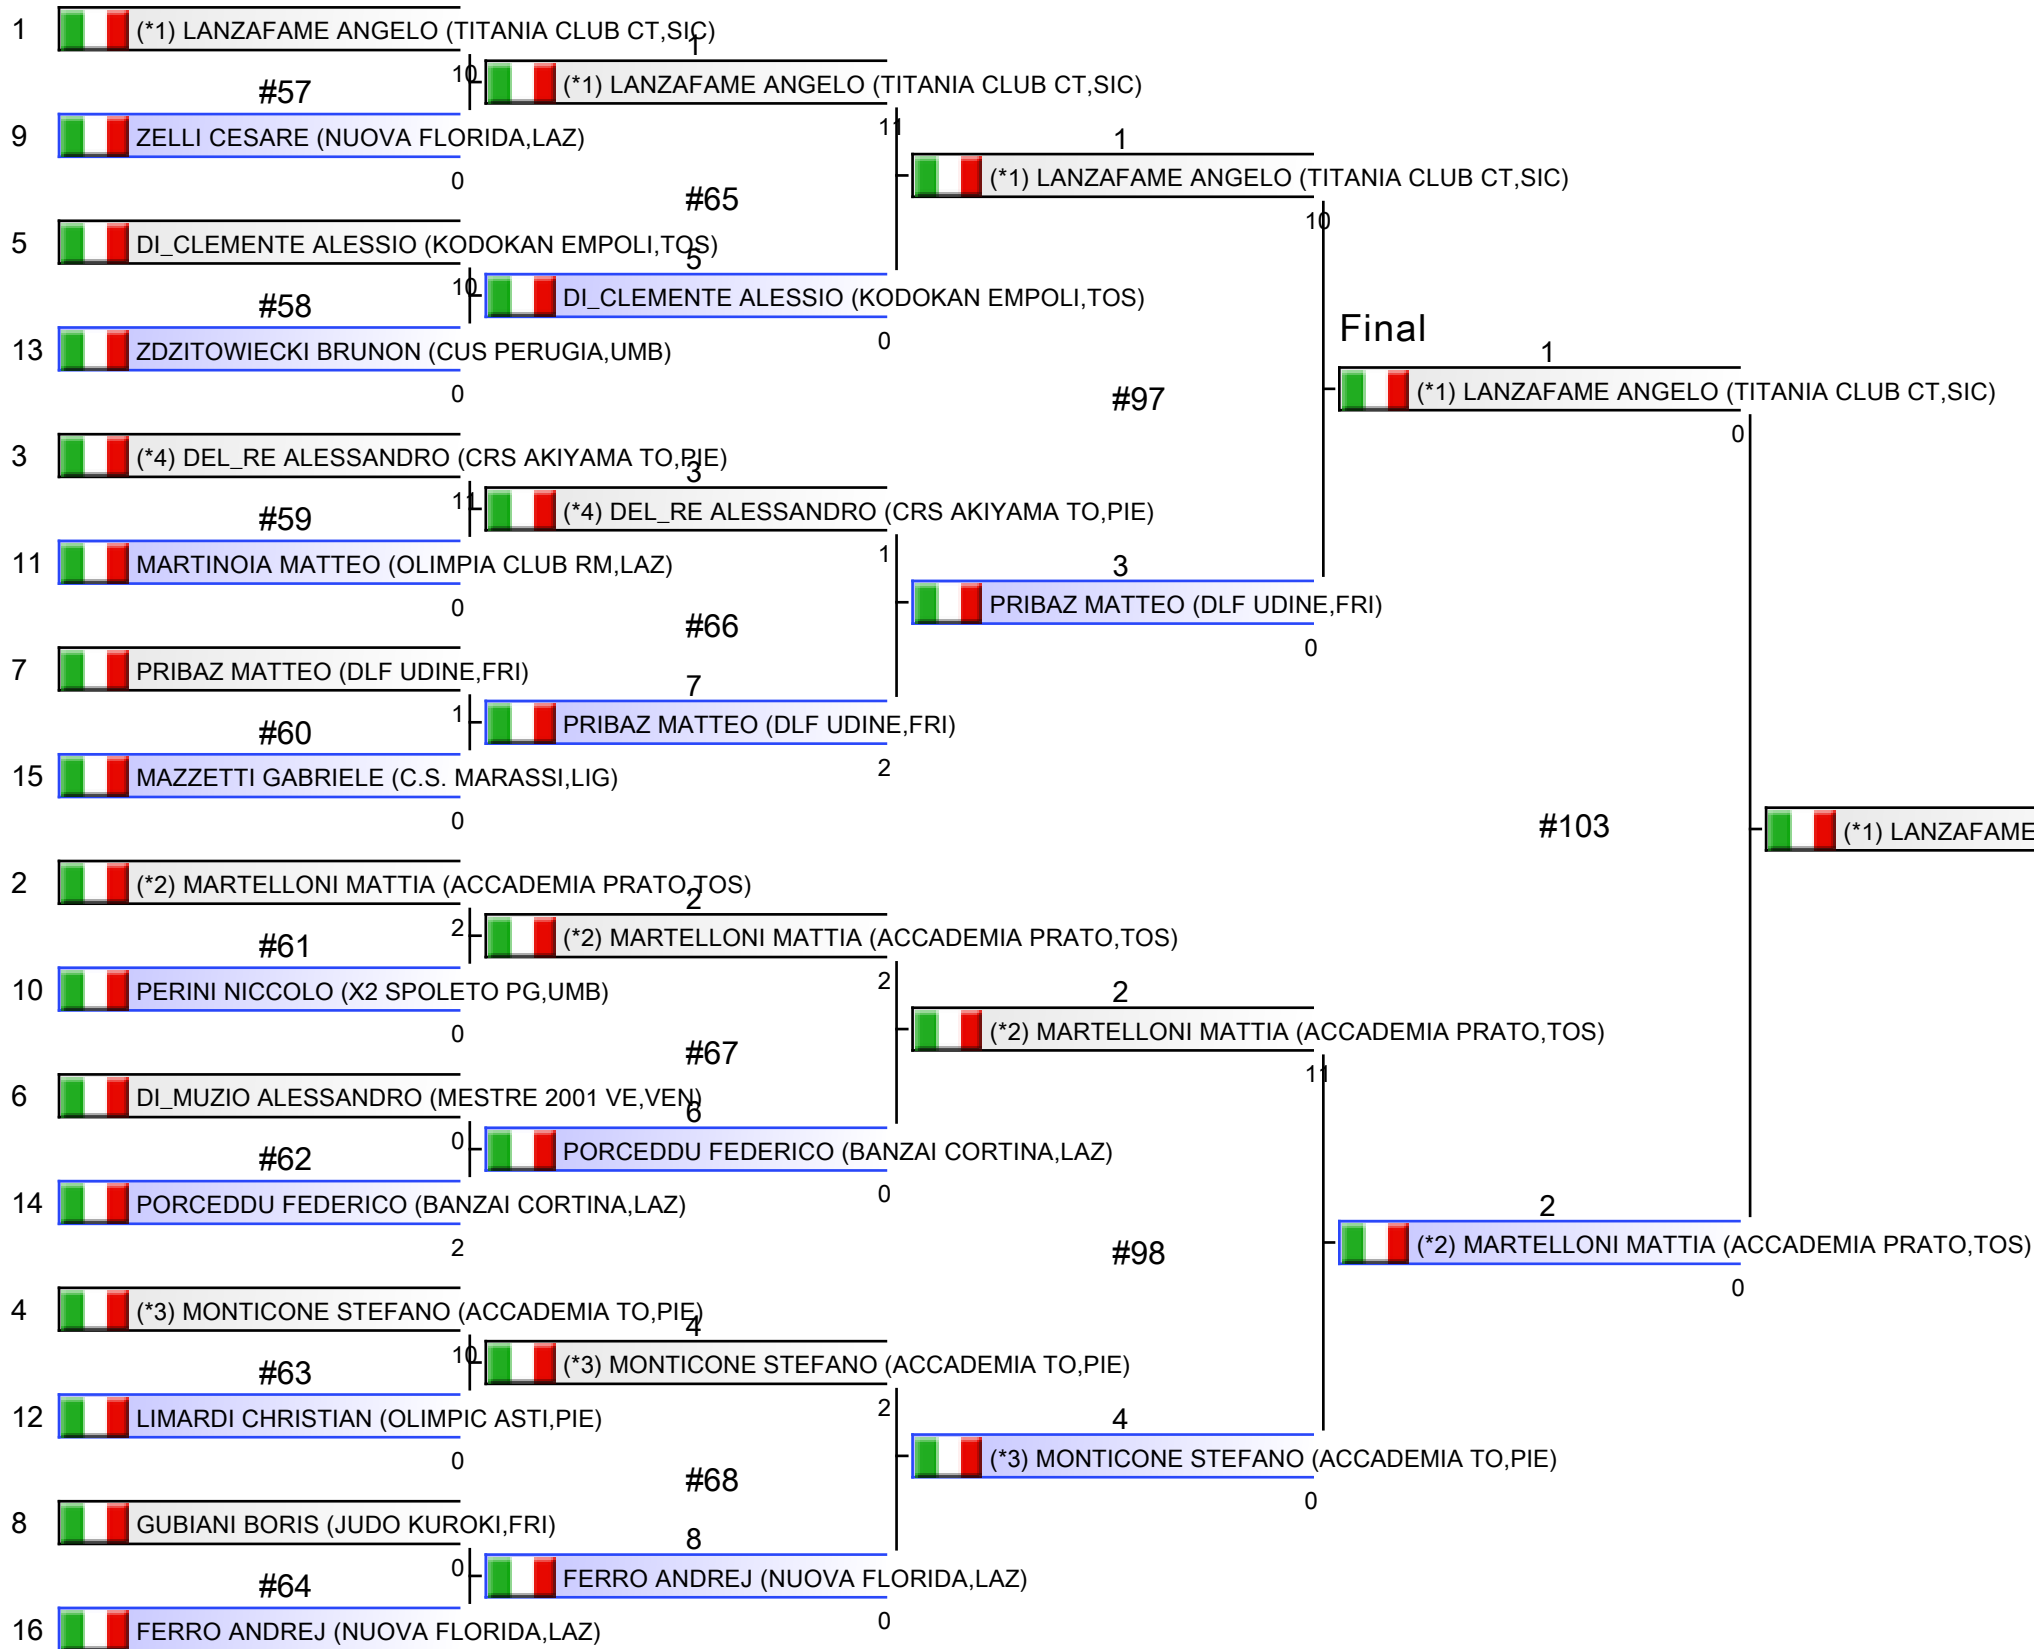 1 (*1) LANZAFAME ANGELO (TITANIA CLUB CT,SIC)
10
#57
9 ZELLI CESARE (NUOVA FLORIDA,LAZ)
0
5 DI_CLEMENTE ALESSIO (KODOKAN EMPOLI,TOS)
10
#58
13 ZDZITOWIECKI BRUNON (CUS PERUGIA,UMB)
0
3 (*4) DEL_RE ALESSANDRO (CRS AKIYAMA TO,PIE)
11
#59
11 MARTINOIA MATTEO (OLIMPIA CLUB RM,LAZ)
0
7 PRIBAZ MATTEO (DLF UDINE,FRI)
1
#60
15 MAZZETTI GABRIELE (C.S. MARASSI,LIG)
0
2 (*2) MARTELLONI MATTIA (ACCADEMIA PRATO,TOS)
2
#61
10 PERINI NICCOLO (X2 SPOLETO PG,UMB)
0
6 DI_MUZIO ALESSANDRO (MESTRE 2001 VE,VEN)
0
#62
14 PORCEDDU FEDERICO (BANZAI CORTINA,LAZ)
2
4 (*3) MONTICONE STEFANO (ACCADEMIA TO,PIE)
10
#63
12 LIMARDI CHRISTIAN (OLIMPIC ASTI,PIE)
0
8 GUBIANI BORIS (JUDO KUROKI,FRI)
0
#64
16 FERRO ANDREJ (NUOVA FLORIDA,LAZ)
1
(*1) LANZAFAME ANGELO (TITANIA CLUB CT,SIC)
11
#65
5
DI_CLEMENTE ALESSIO (KODOKAN EMPOLI,TOS)
0
3
(*4) DEL_RE ALESSANDRO (CRS AKIYAMA TO,PIE)
1
#66
7
PRIBAZ MATTEO (DLF UDINE,FRI)
2
2
(*2) MARTELLONI MATTIA (ACCADEMIA PRATO,TOS)
2
#67
6
PORCEDDU FEDERICO (BANZAI CORTINA,LAZ)
0
4
(*3) MONTICONE STEFANO (ACCADEMIA TO,PIE)
2
#68
8
FERRO ANDREJ (NUOVA FLORIDA,LAZ)
0
1
(*1) LANZAFAME ANGELO (TITANIA CLUB CT,SIC)
10
#97
3
PRIBAZ MATTEO (DLF UDINE,FRI)
0
2
(*2) MARTELLONI MATTIA (ACCADEMIA PRATO,TOS)
11
#98
4
(*3) MONTICONE STEFANO (ACCADEMIA TO,PIE)
0
Final
1
(*1) LANZAFAME ANGELO (TITANIA CLUB CT,SIC)
0
#103
2
(*2) MARTELLONI MATTIA (ACCADEMIA PRATO,TOS)
0
(*1) LANZAFAME